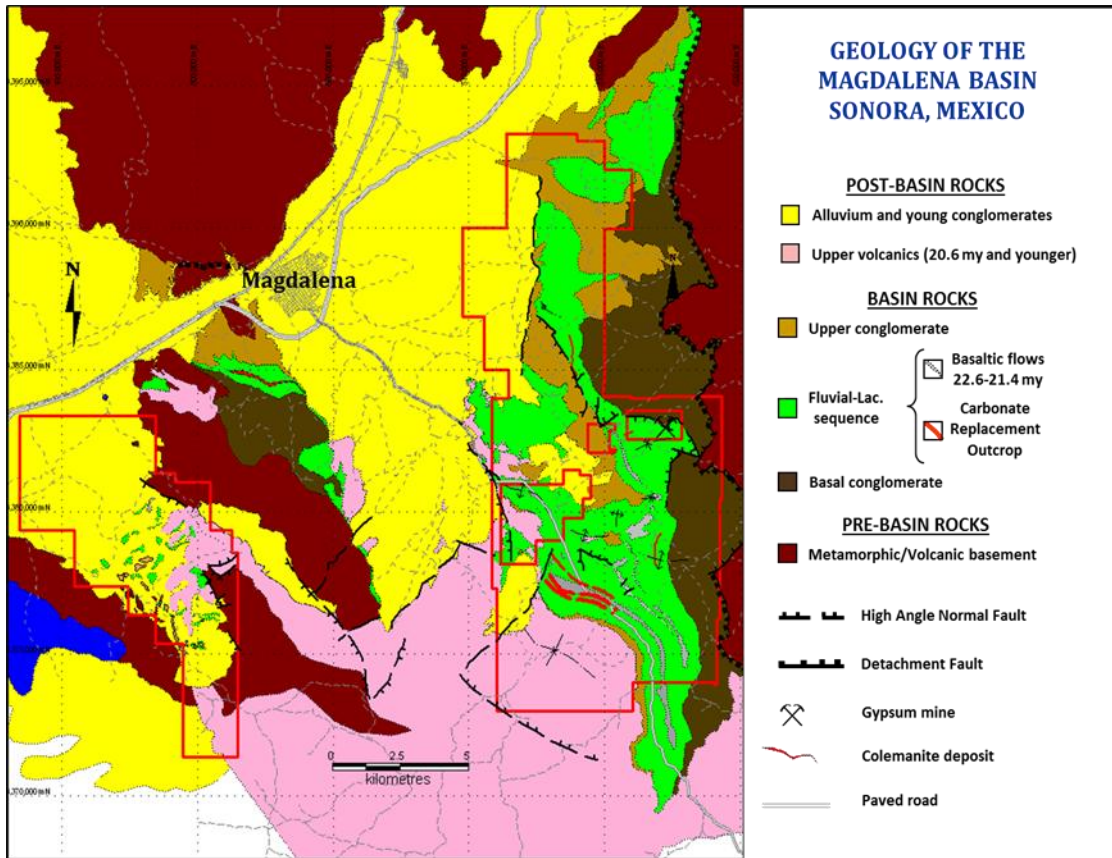 GEOLOGY OF THE
MAGDALENA BASIN
SONORA, MEXICO
POST-BASIN ROCKS
Alluvium and young conglomerates
Upper volcanics (20.6 my and younger)
BASIN ROCKS
Upper conglomerate
Fluvial-Lac.
sequence
Basaltic flows
22.6-21.4 my
Carbonate
Replacement
Outcrop
Basal conglomerate
PRE-BASIN ROCKS
Metamorphic/Volcanic basement
High Angle Normal Fault
Detachment Fault
Gypsum mine
Colemanite deposit
Paved road
N
Magdalena
0 2.5 5
kilometres